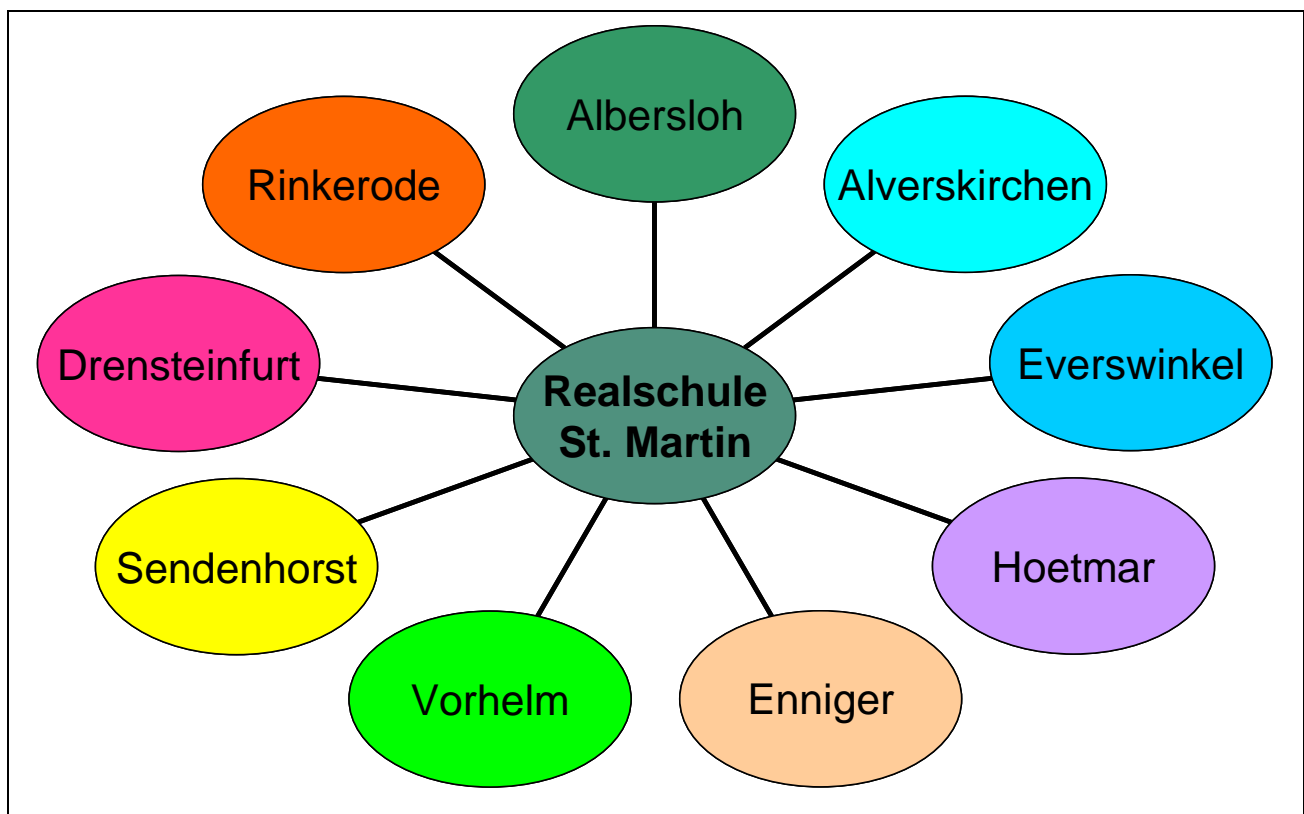 Albersloh
Rinkerode
Alverskirchen
Drensteinfurt
Everswinkel
Realschule
St. Martin
Sendenhorst
Hoetmar
Vorhelm
Enniger